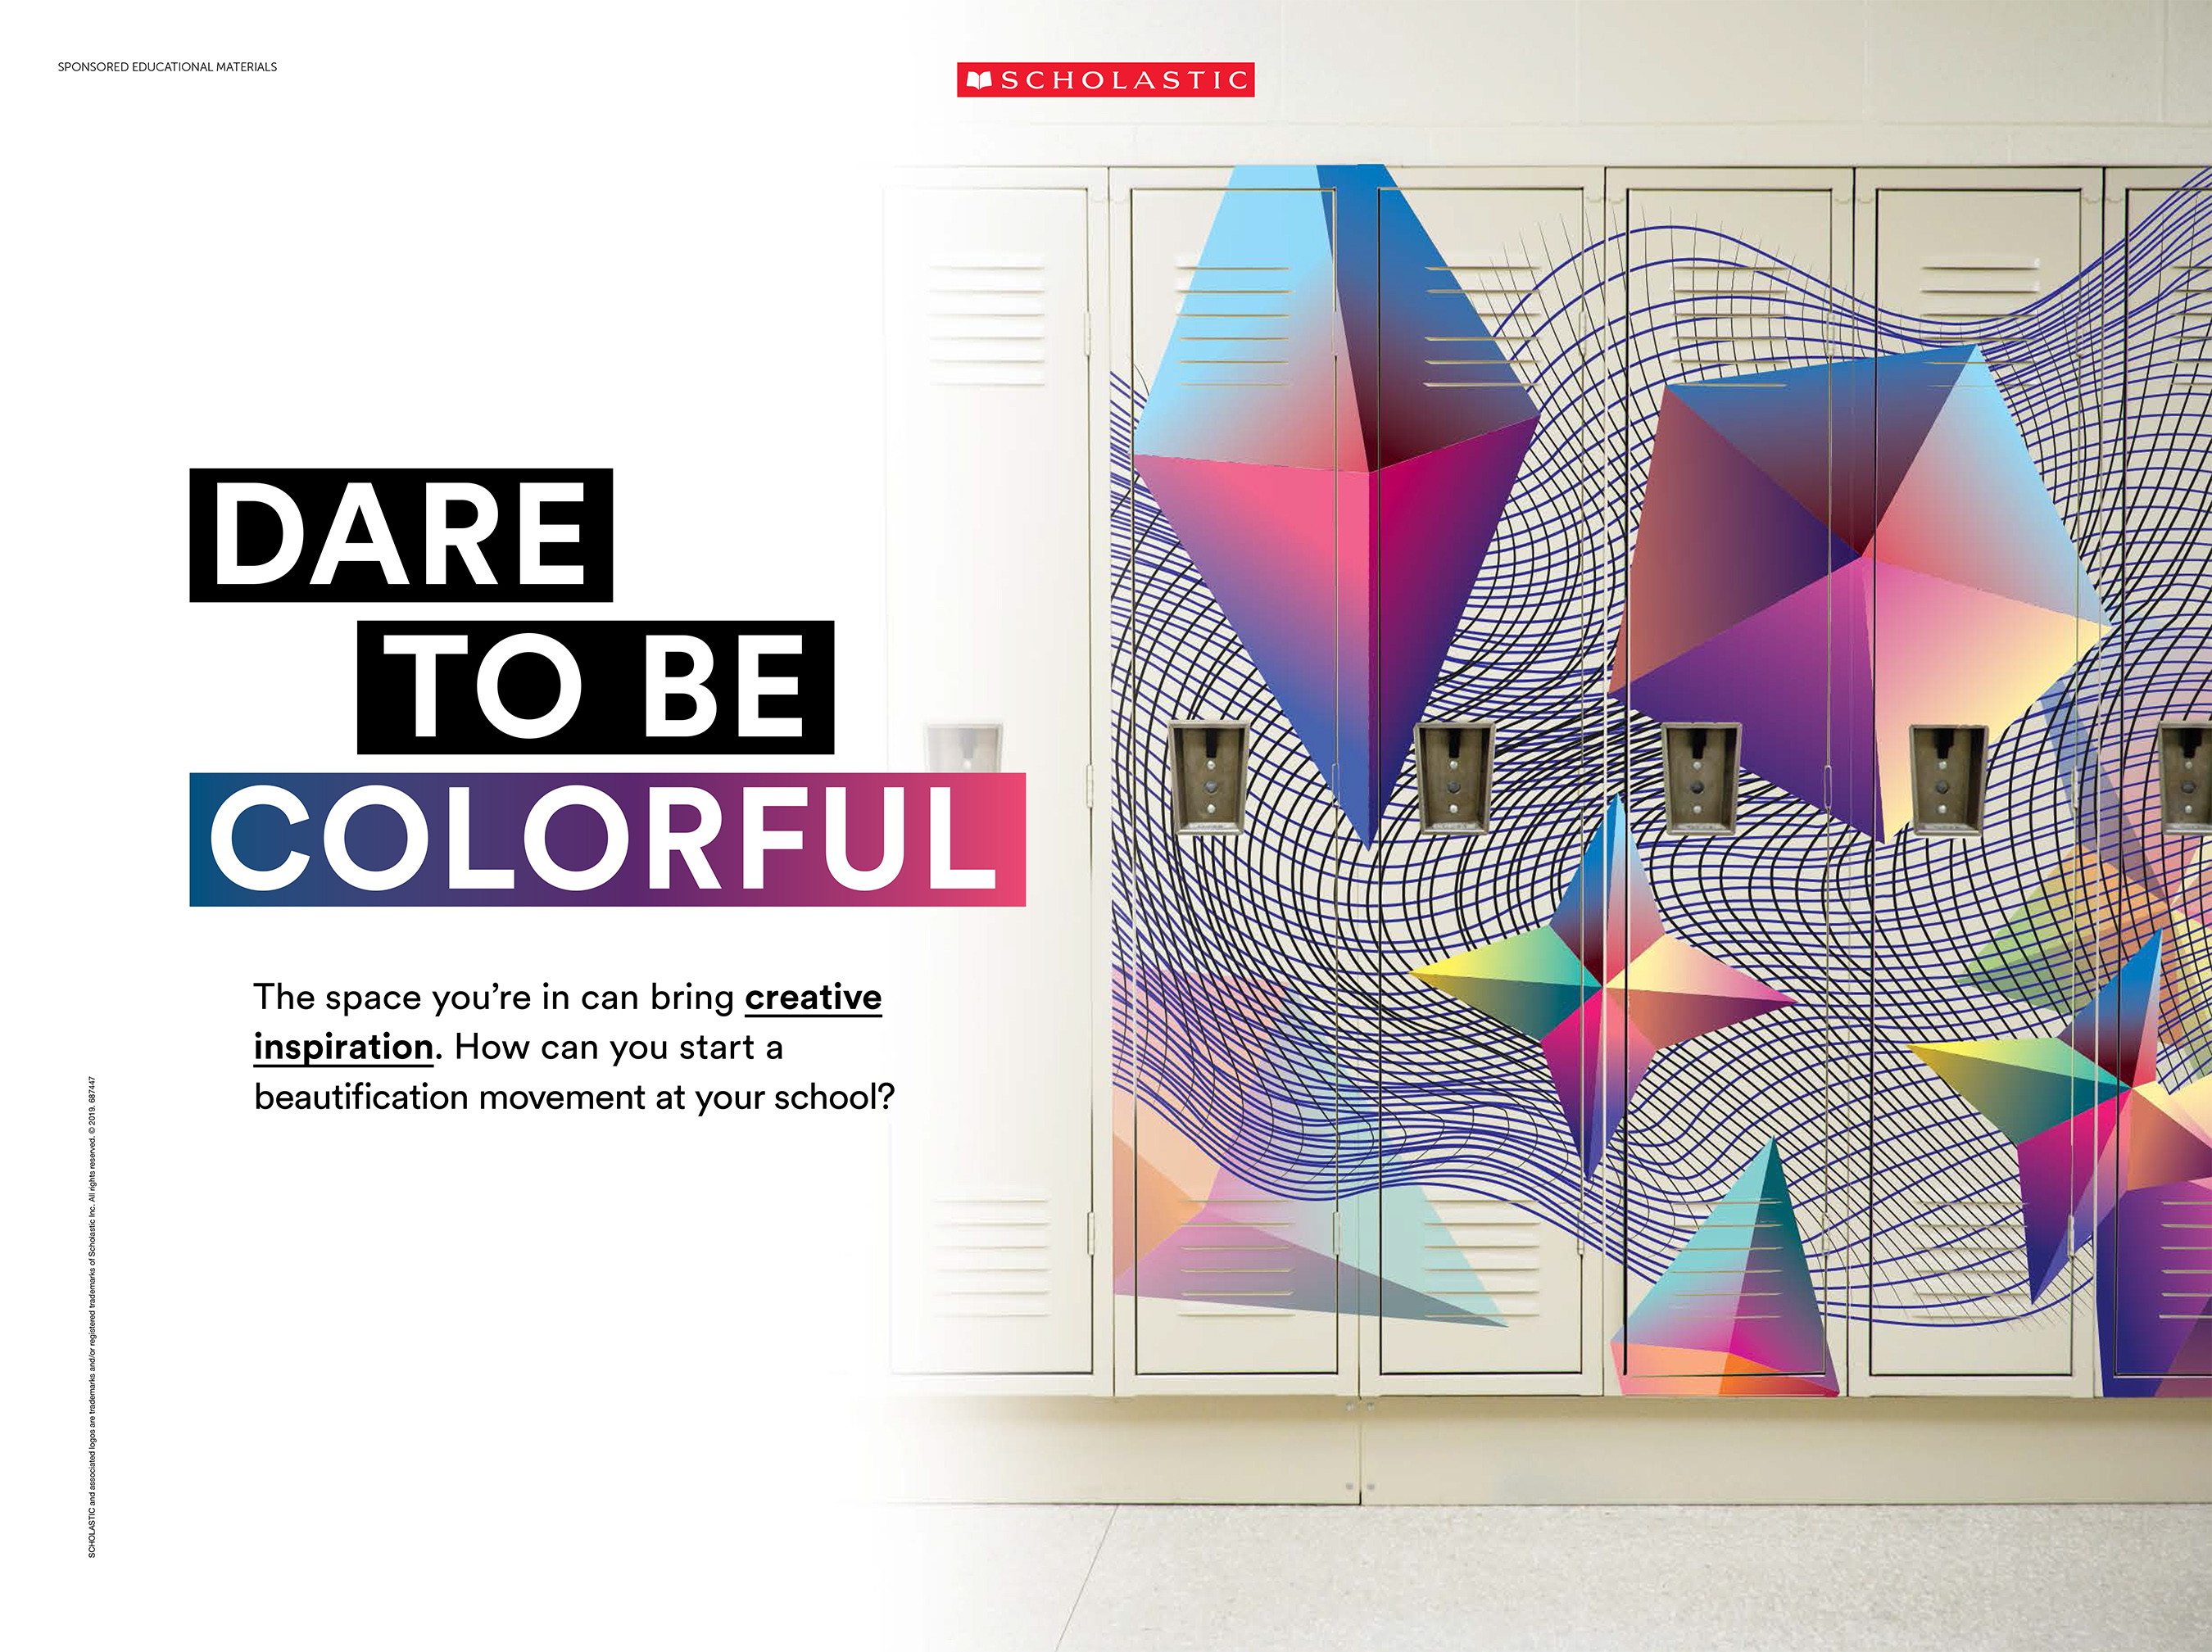 SPONSORED EDUCATIONAL MATERIALS
SCHOLASTIC
DARE
TO BE
COLORFUL
The space you’re in can bring creative
inspiration. How can you start a
beautification movement at your school?
SCHOLASTIC and associated logos are trademarks and/or registered trademarks of Scholastic Inc. All rights reserved. © 2019. 687447